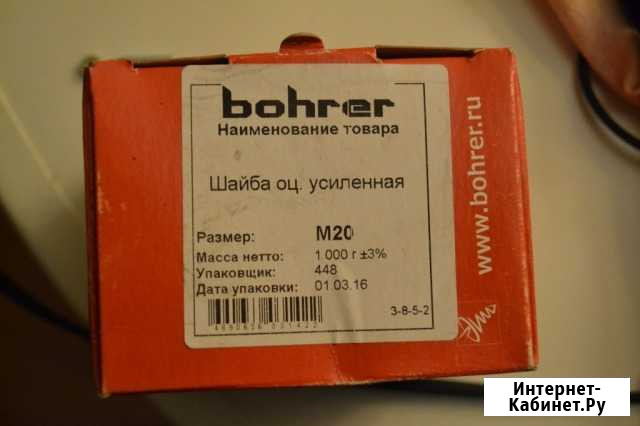 bohrer
Наименование товара
Шайба оц. усиленная
Размер: M20
Масса нетто: 1 000 г ±3%
Упаковщик: 448
Дата упаковки: 01.03.16
3-8-5-2
www.bohrer.ru
Интернет-
Кабинет.Ру